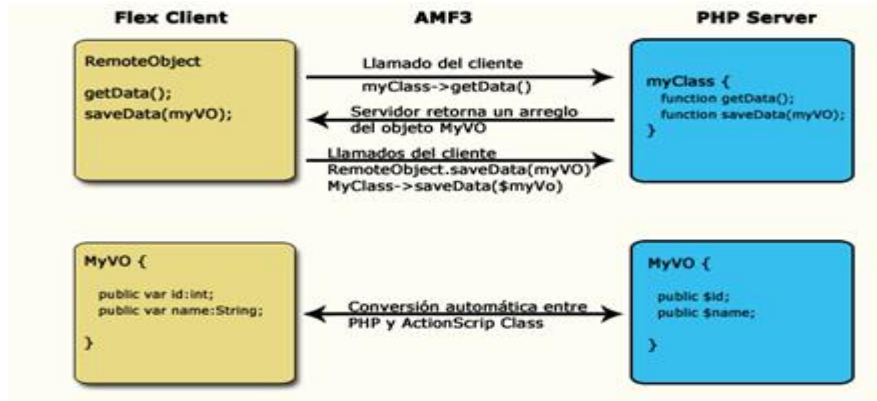 Flex Client
AMF3
PHP Server
RemoteObject
getData();
saveData(myVO);
Llamado del cliente
myClass->getData()
Servidor retorna un arreglo
del objeto MyVO
Llamados del cliente
RemoteObject.saveData(myVO)
MyClass->saveData($myVo)
myClass {
function getData();
function saveData(myVO);
}
MyVO {
public var id:int;
public var name:String;
}
Conversión automática entre
PHP y ActionScrip Class
MyVO {
public $id;
public $name;
}